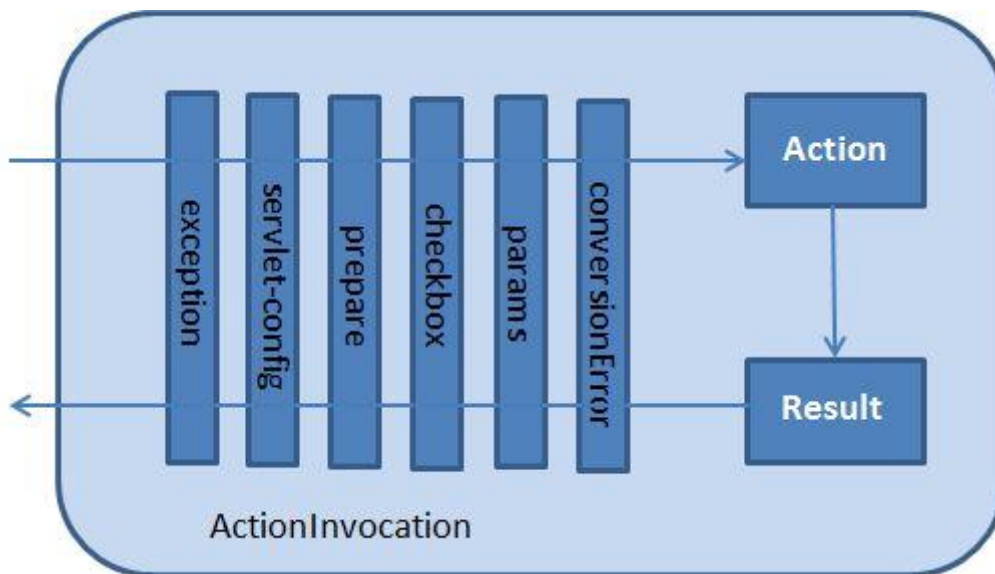 exception
servlet-config
prepare
checkbox
params
conversionError
Action
Result
ActionInvocation